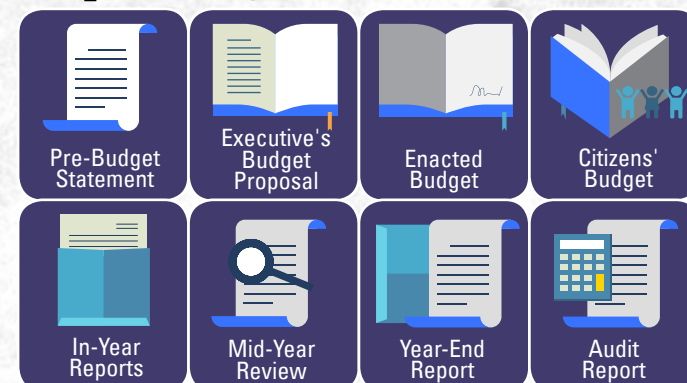 Pre-Budget
Statement
Executive's
Budget
Proposal
Enacted
Budget
Citizens'
Budget
In-Year
Reports
Mid-Year
Review
Year-End
Report
Audit
Report